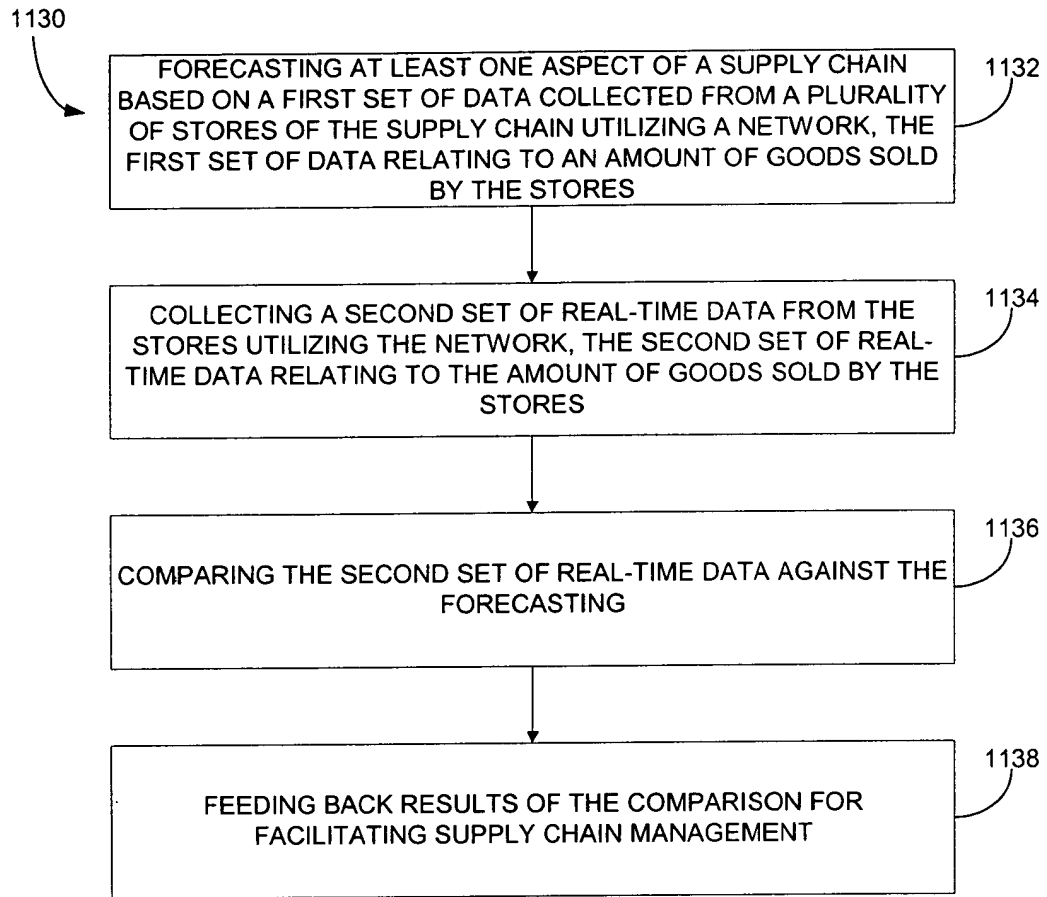 1130
FORECASTING AT LEAST ONE ASPECT OF A SUPPLY CHAIN
BASED ON A FIRST SET OF DATA COLLECTED FROM A PLURALITY
OF STORES OF THE SUPPLY CHAIN UTILIZING A NETWORK, THE
FIRST SET OF DATA RELATING TO AN AMOUNT OF GOODS SOLD
BY THE STORES
1132
COLLECTING A SECOND SET OF REAL-TIME DATA FROM THE
STORES UTILIZING THE NETWORK, THE SECOND SET OF REAL-
TIME DATA RELATING TO THE AMOUNT OF GOODS SOLD BY THE
STORES
1134
COMPARING THE SECOND SET OF REAL-TIME DATA AGAINST THE
FORECASTING
1136
FEEDING BACK RESULTS OF THE COMPARISON FOR
FACILITATING SUPPLY CHAIN MANAGEMENT
1138